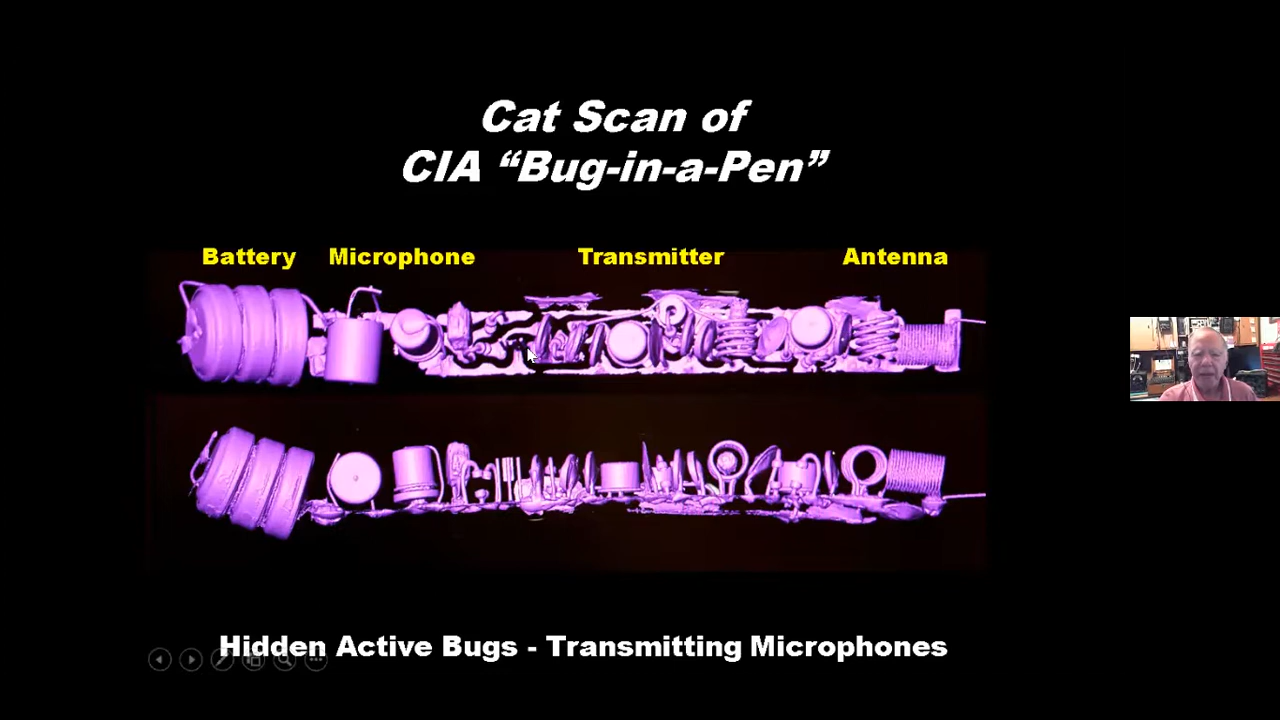 Cat Scan of
CIA “Bug-in-a-Pen”
Battery Microphone Transmitter Antenna
Hidden Active Bugs - Transmitting Microphones